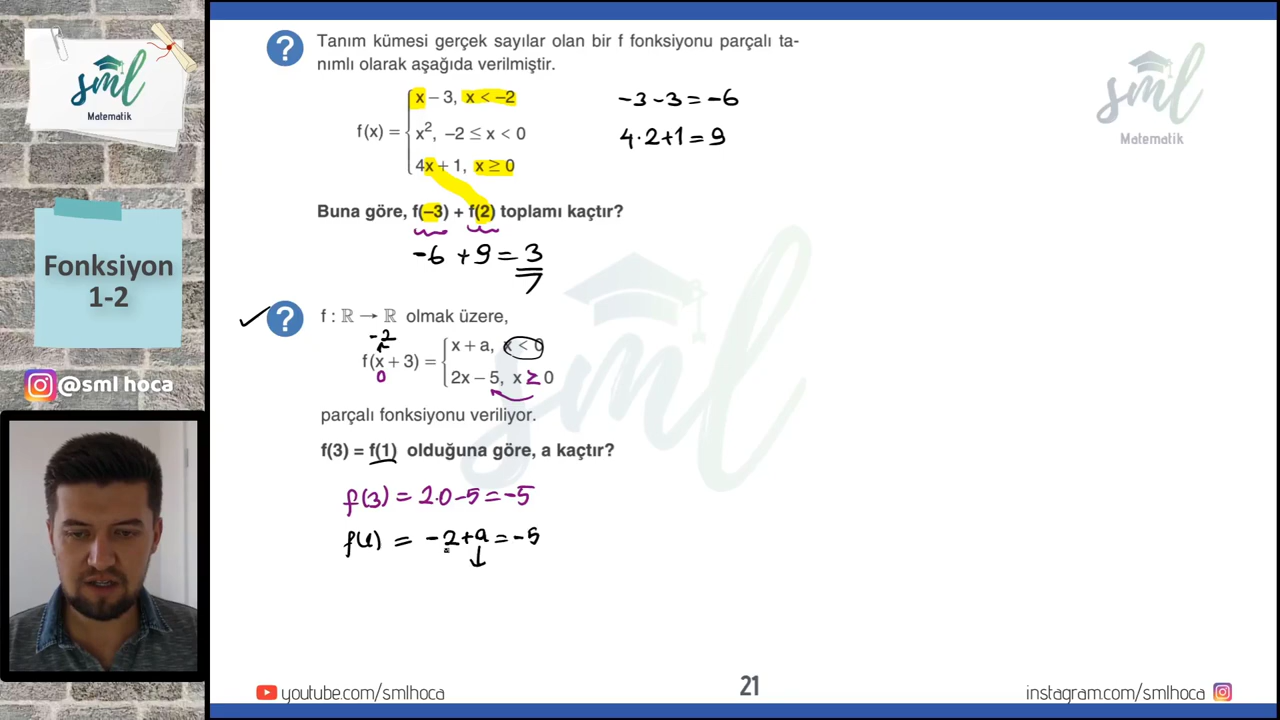 sml
Matematik
Fonksiyon
1-2
@sml hoca
? Tanım kümesi gerçek sayılar olan bir f fonksiyonu parçalı ta-
nımlı olarak aşağıda verilmiştir.
x – 3, x < –2
f(x) = x², –2 ≤ x < 0
4x + 1, x ≥ 0
-3-3=-6
4·2+1=9
Buna göre, f(–3) + f(2) toplamı kaçtır?
-6 +9=3
? f : ℝ → ℝ olmak üzere,
-2
x + a, x < 0
f(x + 3) =
0
2x – 5, x ≥ 0
parçalı fonksiyonu veriliyor.
f(3) = f(1) olduğuna göre, a kaçtır?
f(3) = 2·0-5=-5
f(1) = -2+a=-5
sml
Matematik
sml
youtube.com/smlhoca
21
instagram.com/smlhoca